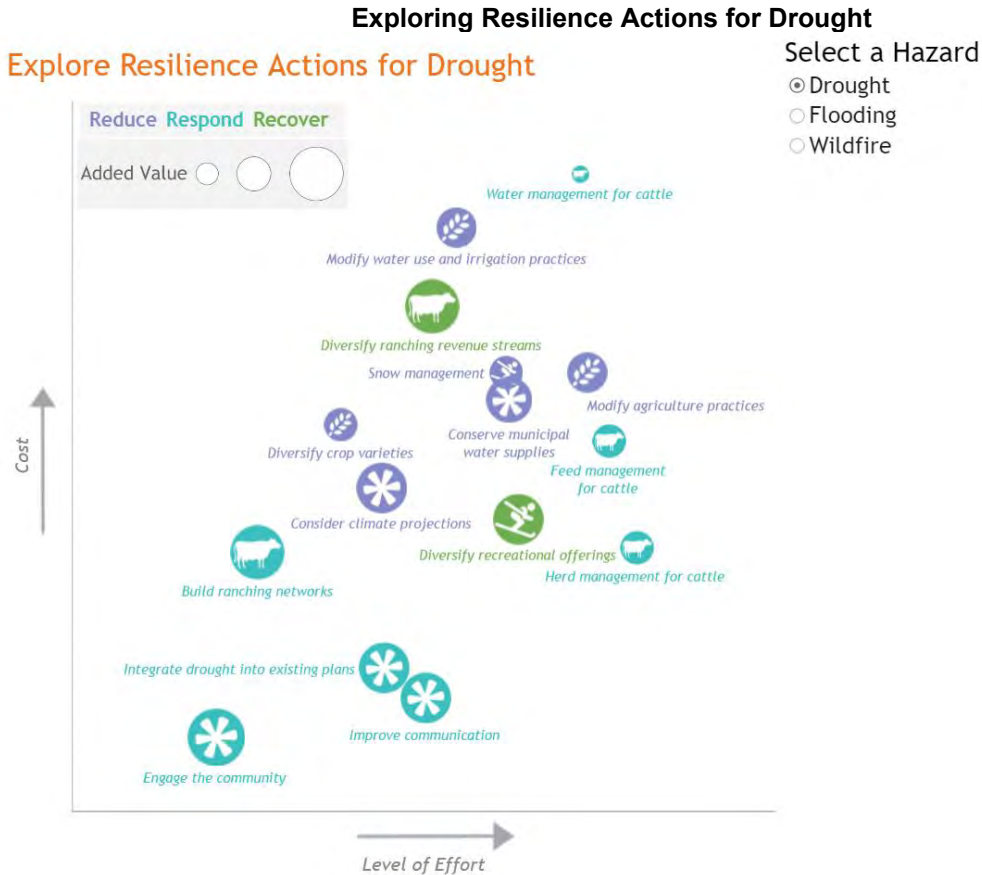 Exploring Resilience Actions for Drought
Explore Resilience Actions for Drought
Select a Hazard
Drought
Flooding
Wildfire
Reduce Respond Recover
Added Value
Water management for cattle
Modify water use and irrigation practices
Diversify ranching revenue streams
Snow management
Modify agriculture practices
Conserve municipal
water supplies
Diversify crop varieties
Feed management
for cattle
Consider climate projections
Diversify recreational offerings
Herd management for cattle
Build ranching networks
Integrate drought into existing plans
Improve communication
Engage the community
Cost
Level of Effort